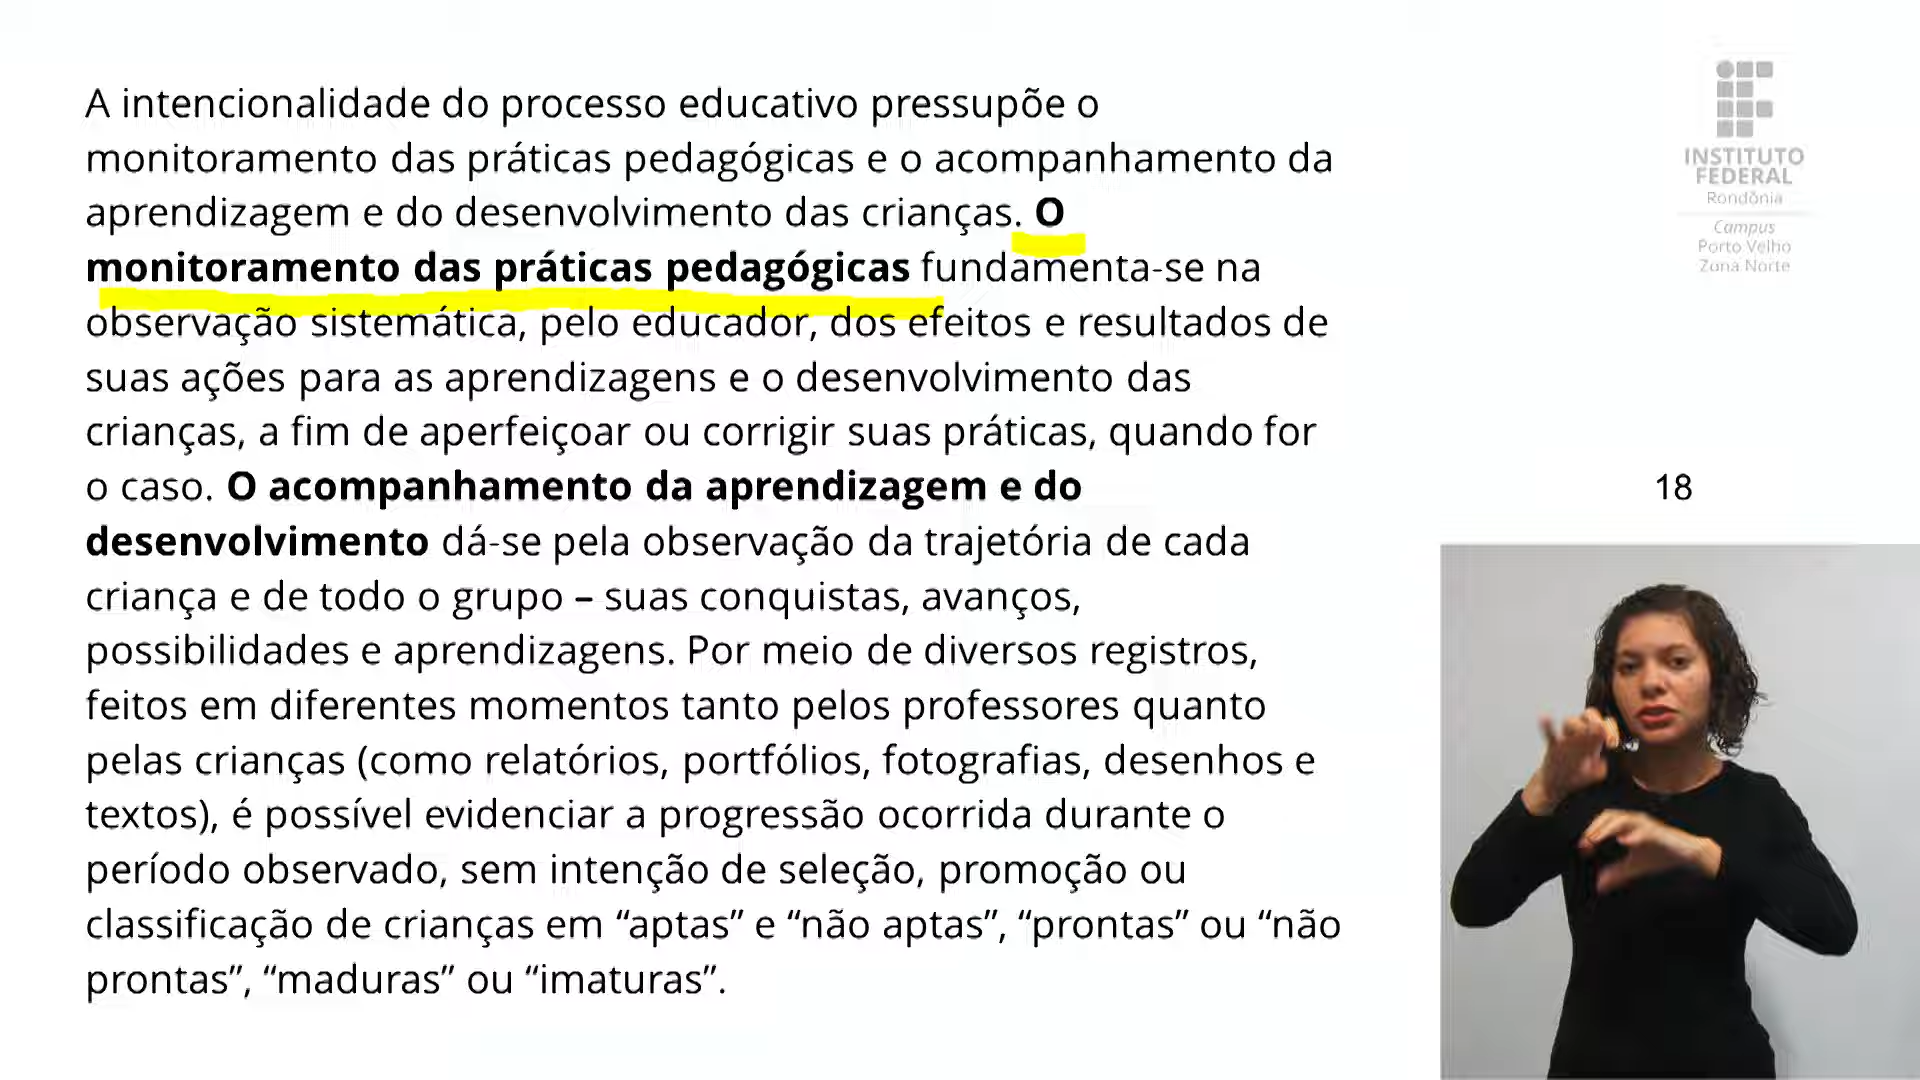 A intencionalidade do processo educativo pressupõe o
monitoramento das práticas pedagógicas e o acompanhamento da
aprendizagem e do desenvolvimento das crianças. O
monitoramento das práticas pedagógicas fundamenta-se na
observação sistemática, pelo educador, dos efeitos e resultados de
suas ações para as aprendizagens e o desenvolvimento das
crianças, a fim de aperfeiçoar ou corrigir suas práticas, quando for
o caso. O acompanhamento da aprendizagem e do
desenvolvimento dá-se pela observação da trajetória de cada
criança e de todo o grupo – suas conquistas, avanços,
possibilidades e aprendizagens. Por meio de diversos registros,
feitos em diferentes momentos tanto pelos professores quanto
pelas crianças (como relatórios, portfólios, fotografias, desenhos e
textos), é possível evidenciar a progressão ocorrida durante o
período observado, sem intenção de seleção, promoção ou
classificação de crianças em “aptas” e “não aptas”, “prontas” ou “não
prontas”, “maduras” ou “imaturas”.
INSTITUTO
FEDERAL
Rondônia
Campus
Porto Velho
Zona Norte
18